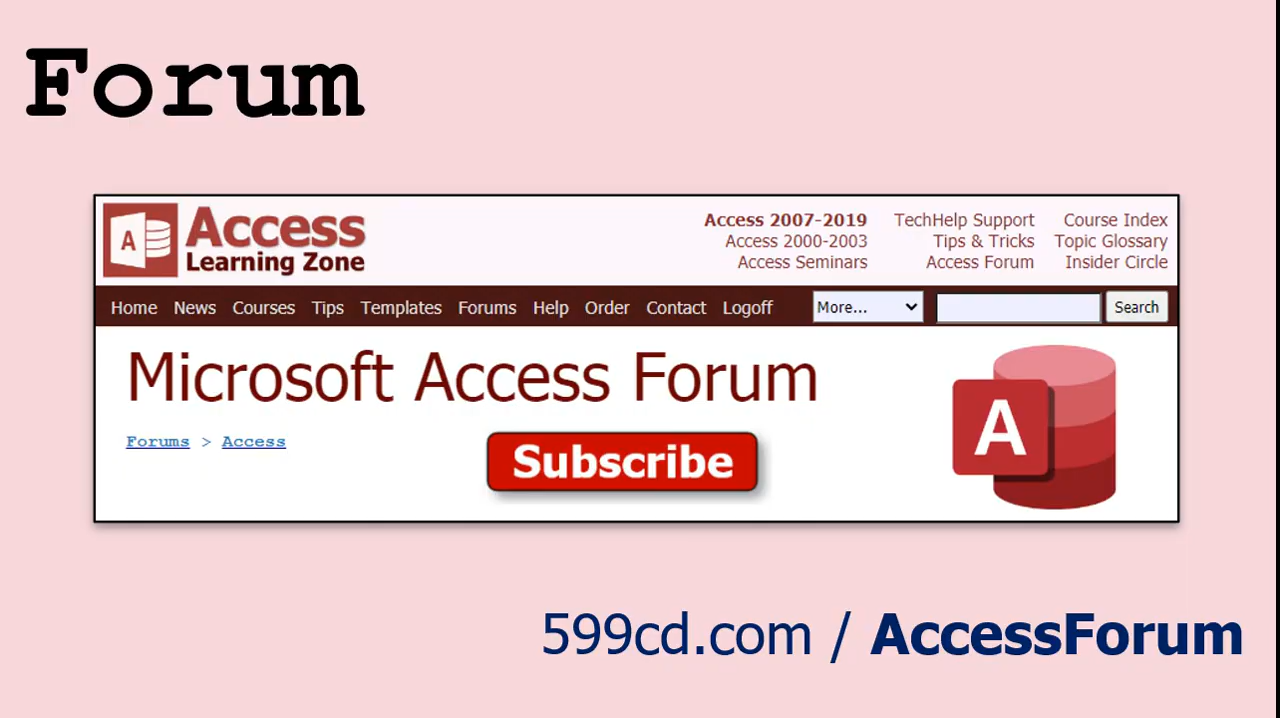 Forum
A
Access
Learning Zone
Access 2007-2019 TechHelp Support Course Index
Access 2000-2003 Tips & Tricks Topic Glossary
Access Seminars Access Forum Insider Circle
Home News Courses Tips Templates Forums Help Order Contact Logoff More... Search
Microsoft Access Forum
Forums > Access
Subscribe
A
599cd.com / AccessForum